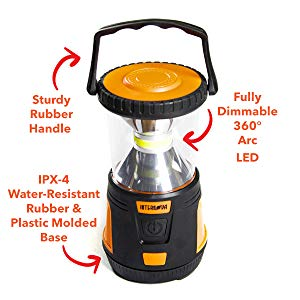 Sturdy
Rubber
Handle
Fully
Dimmable
360°
Arc
LED
IPX-4
Water-Resistant
Rubber &
Plastic Molded
Base